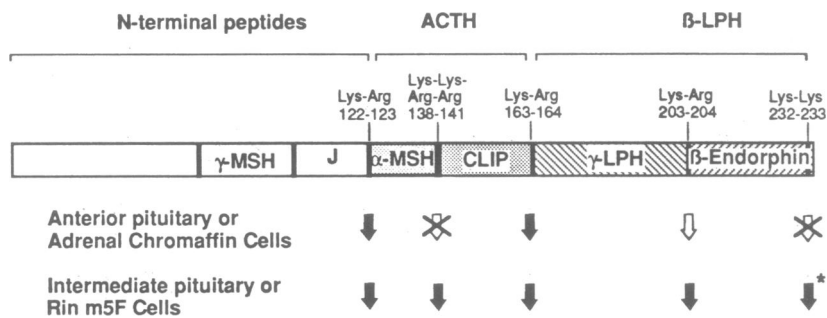 N-terminal peptides ACTH ß-LPH
Lys-Arg
122-123
Lys-Lys-
Arg-Arg
138-141
Lys-Arg
163-164
Lys-Arg
203-204
Lys-Lys
232-233
γ-MSH J α-MSH CLIP γ-LPH ß-Endorphin
Anterior pituitary or
Adrenal Chromaffin Cells
Intermediate pituitary or
Rin m5F Cells
*